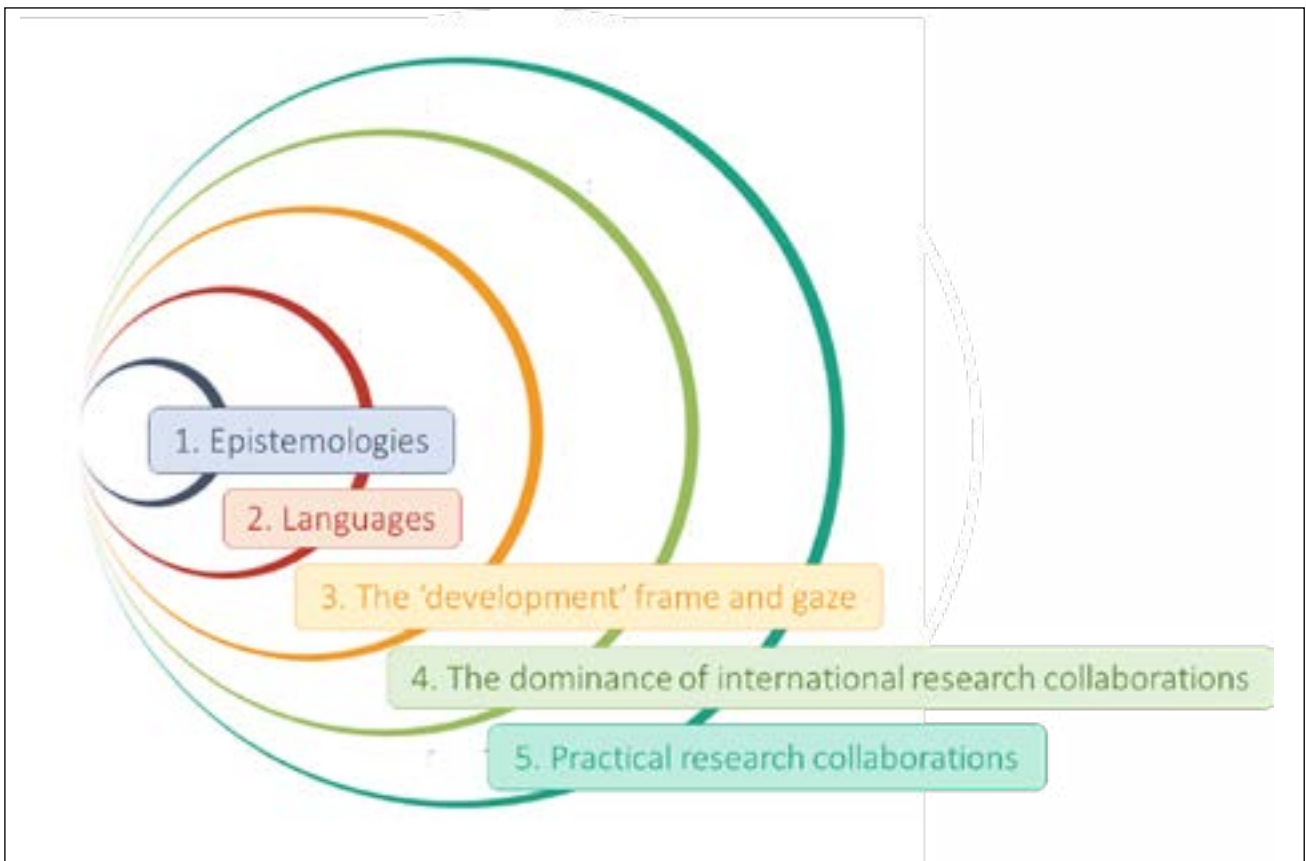 1. Epistemologies
2. Languages
3. The ‘development’ frame and gaze
4. The dominance of international research collaborations
5. Practical research collaborations